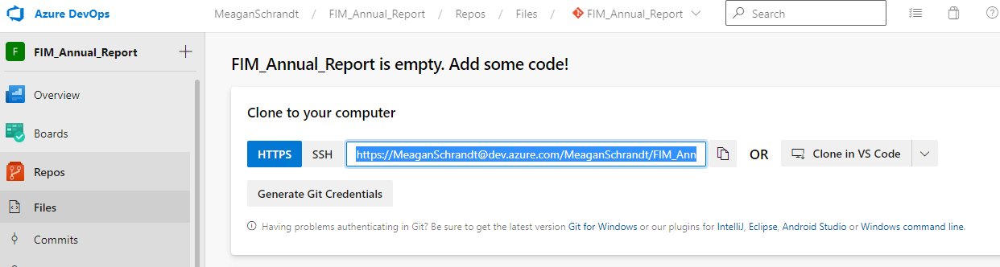 Azure DevOps
MeaganSchrandt / FIM_Annual_Report / Repos / Files / FIM_Annual_Report
Search
F FIM_Annual_Report
Overview
Boards
Repos
Files
Commits
FIM_Annual_Report is empty. Add some code!
Clone to your computer
HTTPS SSH https://MeaganSchrandt@dev.azure.com/MeaganSchrandt/FIM_Ann OR Clone in VS Code
Generate Git Credentials
Having problems authenticating in Git? Be sure to get the latest version Git for Windows or our plugins for IntelliJ, Eclipse, Android Studio or Windows command line.